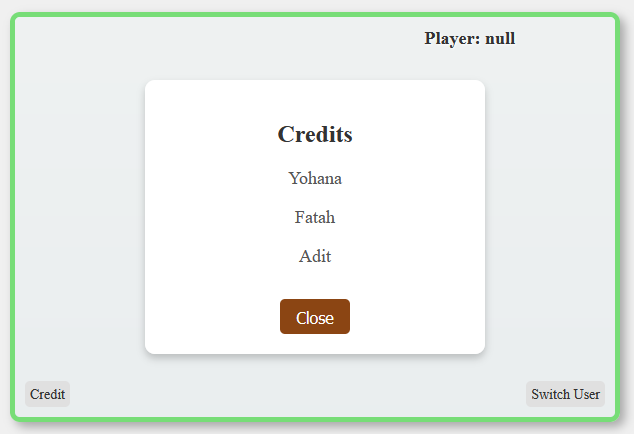 Player: null
Credits
Yohana
Fatah
Adit
Close
Credit
Switch User